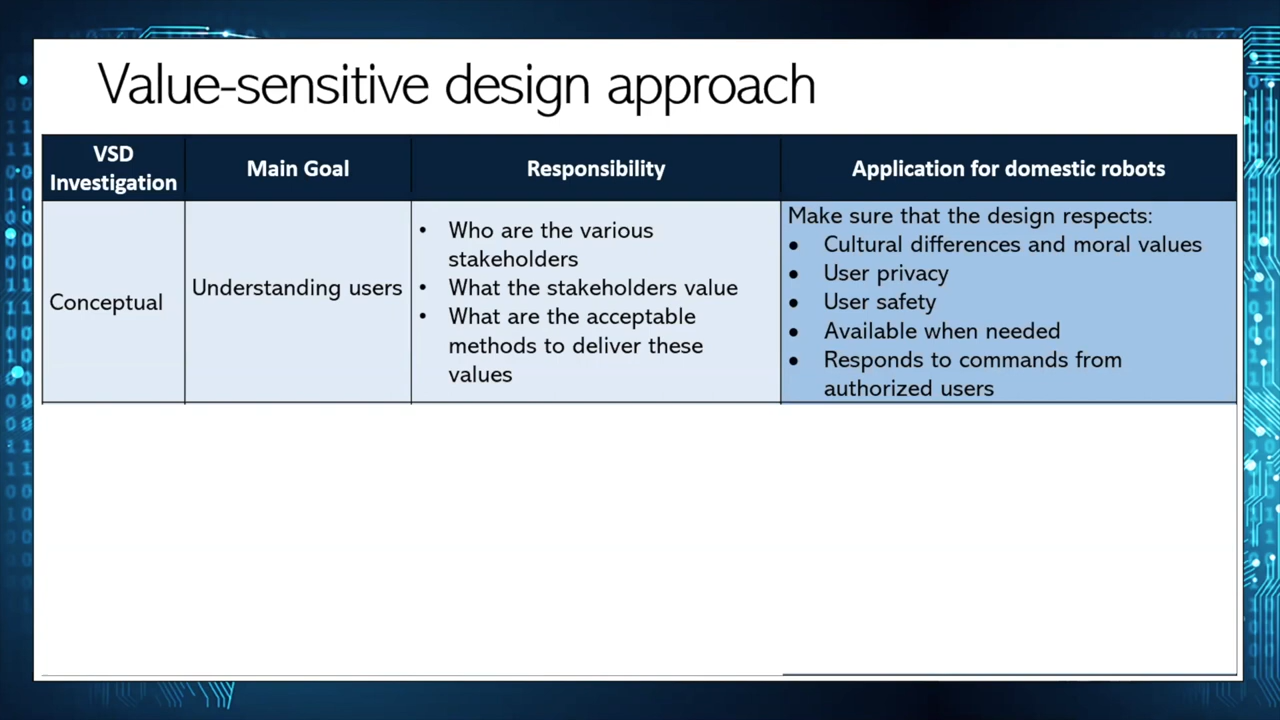 Value-sensitive design approach
VSD
Investigation
Main Goal
Responsibility
Application for domestic robots
Conceptual
Understanding users
• Who are the various
stakeholders
• What the stakeholders value
• What are the acceptable
methods to deliver these
values
Make sure that the design respects:
• Cultural differences and moral values
• User privacy
• User safety
• Available when needed
• Responds to commands from
authorized users